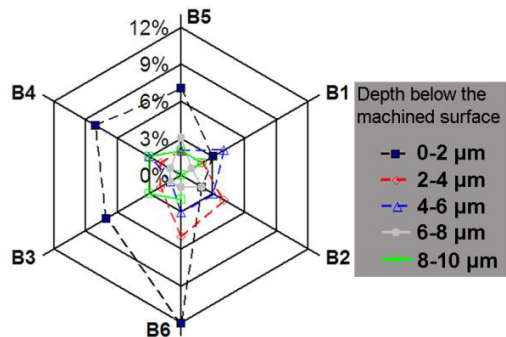 B5
12%
9%
6%
3%
0%
B4
B1
B3
B2
B6
Depth below the
machined surface
0-2 µm
2-4 µm
4-6 µm
6-8 µm
8-10 µm